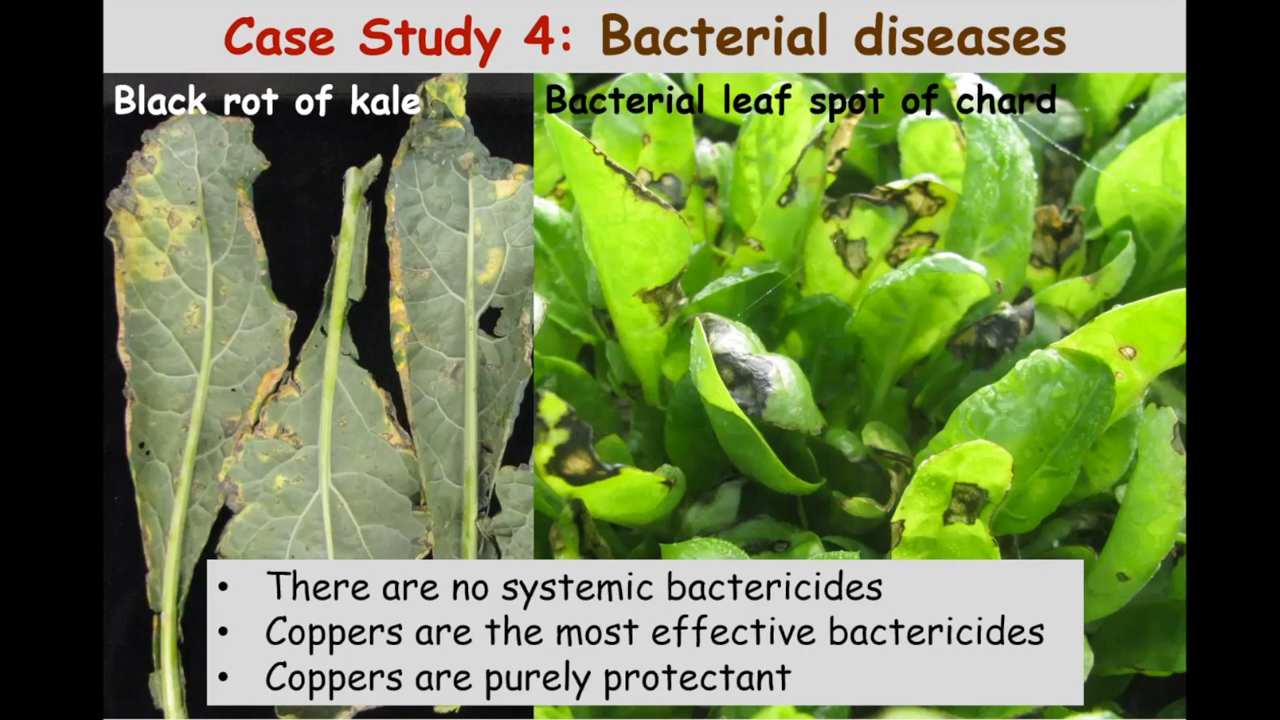 Case Study 4: Bacterial diseases
Black rot of kale
Bacterial leaf spot of chard
• There are no systemic bactericides
• Coppers are the most effective bactericides
• Coppers are purely protectant